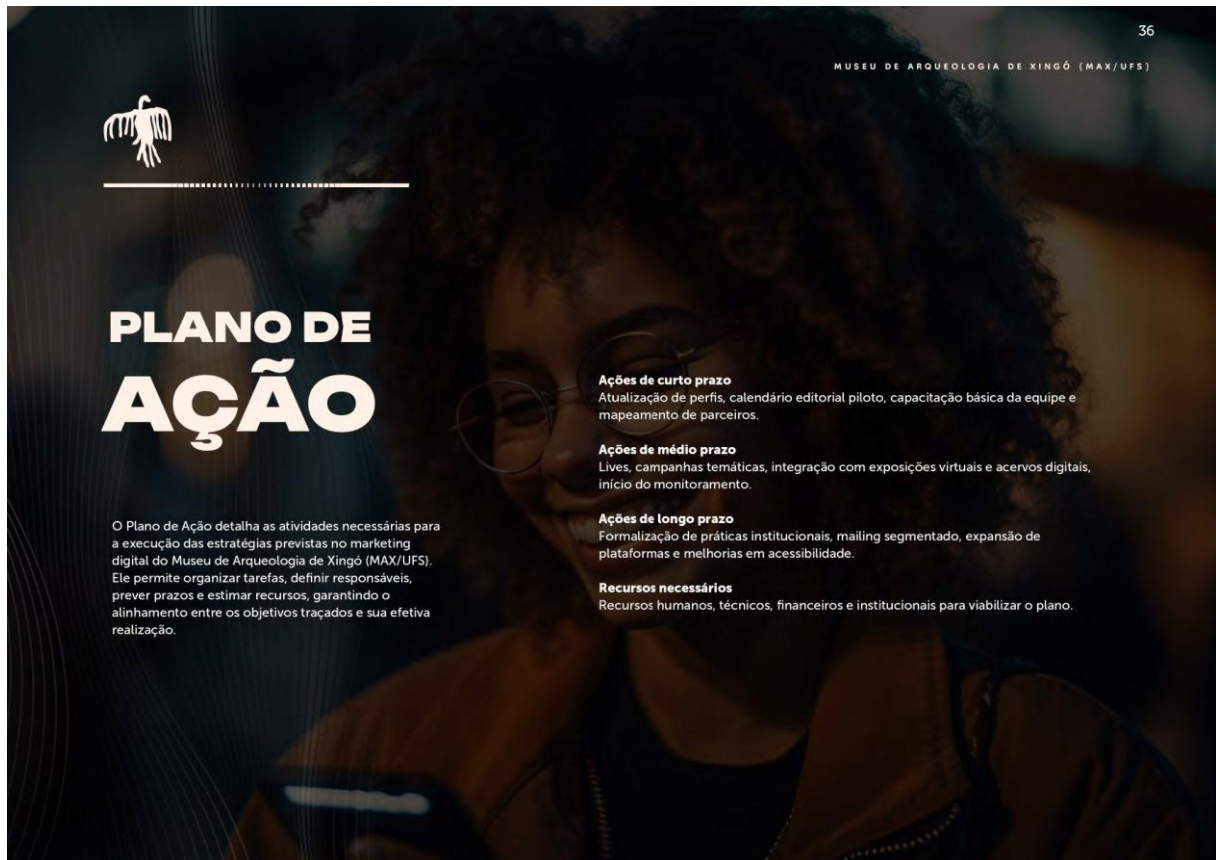 36
MUSEU DE ARQUEOLOGIA DE XINGÓ (MAX/UFS)
PLANO DE
AÇÃO
O Plano de Ação detalha as atividades necessárias para
a execução das estratégias previstas no marketing
digital do Museu de Arqueologia de Xingó (MAX/UFS).
Ele permite organizar tarefas, definir responsáveis,
prever prazos e estimar recursos, garantindo o
alinhamento entre os objetivos traçados e sua efetiva
realização.
Ações de curto prazo
Atualização de perfis, calendário editorial piloto, capacitação básica da equipe e
mapeamento de parceiros.
Ações de médio prazo
Lives, campanhas temáticas, integração com exposições virtuais e acervos digitais,
início do monitoramento.
Ações de longo prazo
Formalização de práticas institucionais, mailing segmentado, expansão de
plataformas e melhorias em acessibilidade.
Recursos necessários
Recursos humanos, técnicos, financeiros e institucionais para viabilizar o plano.